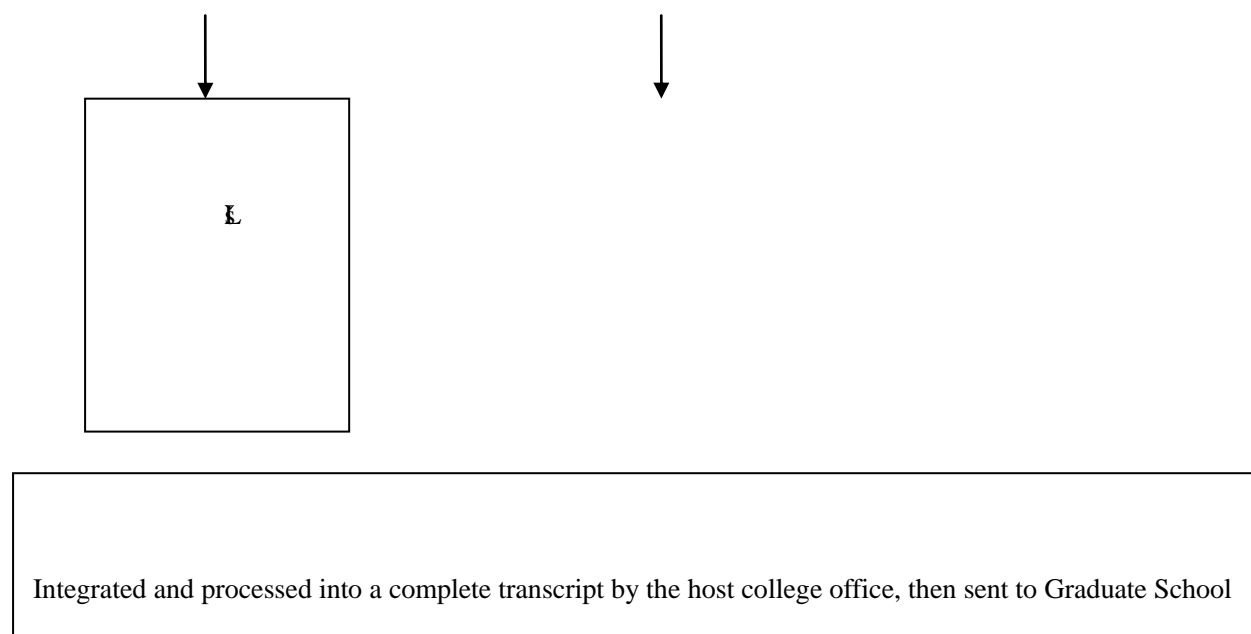 Integrated and processed into a complete transcript by the host college office, then sent to Graduate School